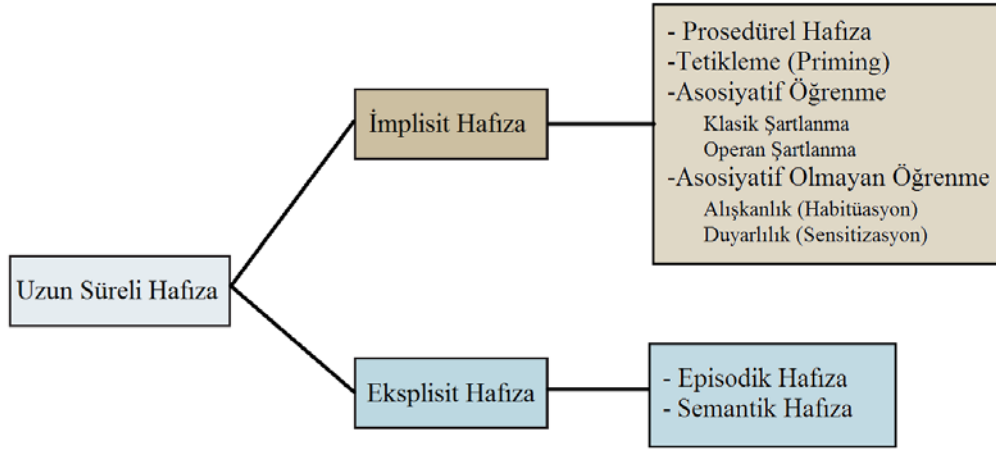 Uzun Süreli Hafıza
İmplisit Hafıza
- Prosedürel Hafıza
-Tetikleme (Priming)
-Asosiyatif Öğrenme
Klasik Şartlanma
Operan Şartlanma
-Asosiyatif Olmayan Öğrenme
Alışkanlık (Habitüasyon)
Duyarlılık (Sensitizasyon)
Eksplisit Hafıza
- Episodik Hafıza
- Semantik Hafıza